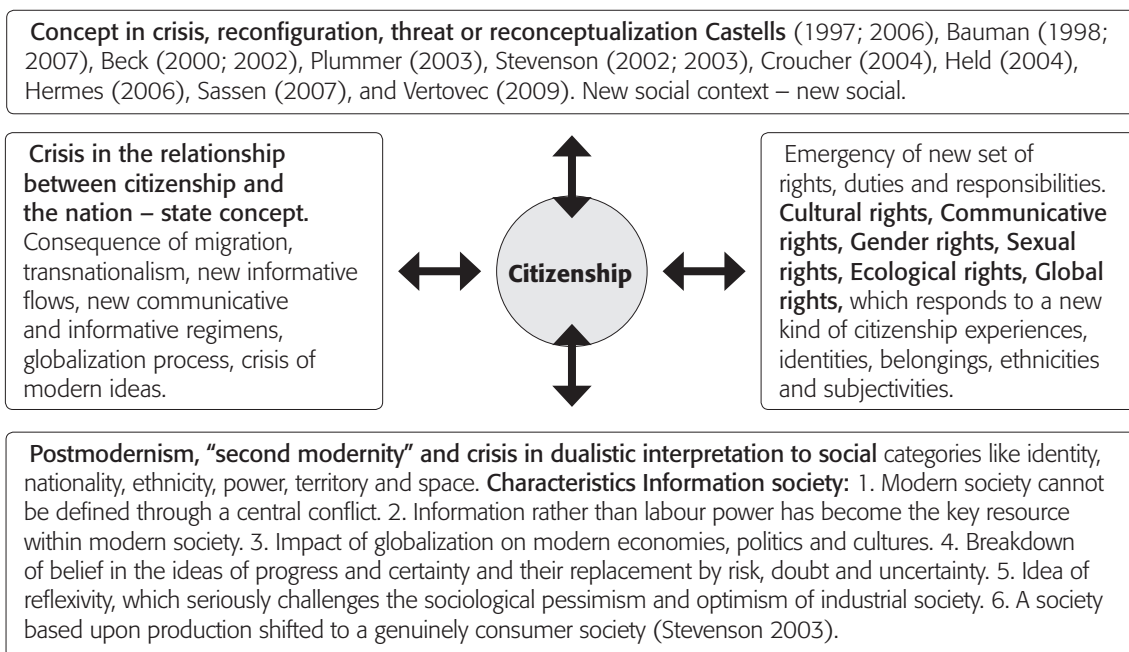 Concept in crisis, reconfiguration, threat or reconceptualization Castells (1997; 2006), Bauman (1998;
2007), Beck (2000; 2002), Plummer (2003), Stevenson (2002; 2003), Croucher (2004), Held (2004),
Hermes (2006), Sassen (2007), and Vertovec (2009). New social context – new social.
Crisis in the relationship
between citizenship and
the nation – state concept.
Consequence of migration,
transnationalism, new informative
flows, new communicative
and informative regimens,
globalization process, crisis of
modern ideas.
Citizenship
Emergency of new set of
rights, duties and responsibilities.
Cultural rights, Communicative
rights, Gender rights, Sexual
rights, Ecological rights, Global
rights, which responds to a new
kind of citizenship experiences,
identities, belongings, ethnicities
and subjectivities.
Postmodernism, “second modernity” and crisis in dualistic interpretation to social categories like identity,
nationality, ethnicity, power, territory and space. Characteristics Information society: 1. Modern society cannot
be defined through a central conflict. 2. Information rather than labour power has become the key resource
within modern society. 3. Impact of globalization on modern economies, politics and cultures. 4. Breakdown
of belief in the ideas of progress and certainty and their replacement by risk, doubt and uncertainty. 5. Idea of
reflexivity, which seriously challenges the sociological pessimism and optimism of industrial society. 6. A society
based upon production shifted to a genuinely consumer society (Stevenson 2003).